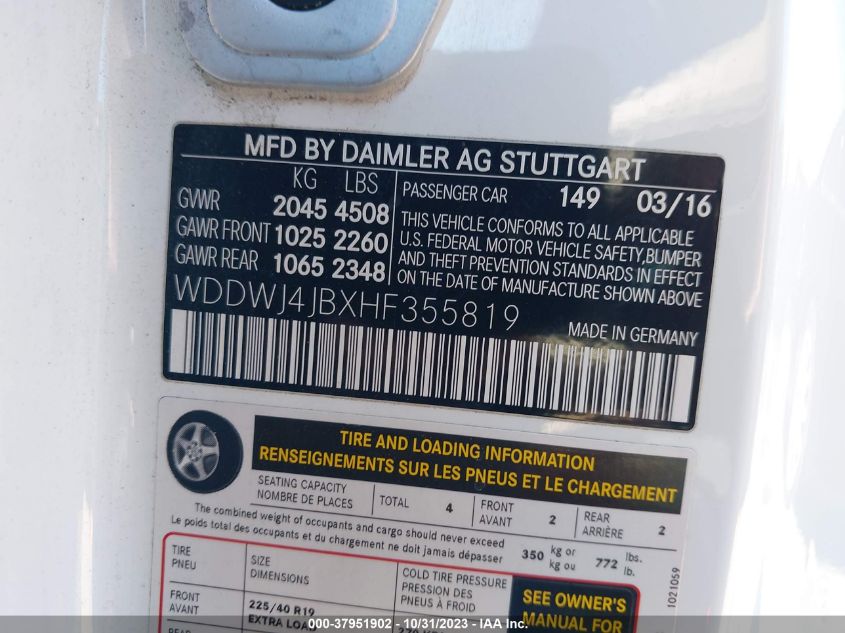 MFD BY DAIMLER AG STUTTGART
KG LBS
GVWR 2045 4508
GAWR FRONT 1025 2260
GAWR REAR 1065 2348
PASSENGER CAR 149 03/16
THIS VEHICLE CONFORMS TO ALL APPLICABLE
U.S. FEDERAL MOTOR VEHICLE SAFETY, BUMPER
AND THEFT PREVENTION STANDARDS IN EFFECT
ON THE DATE OF MANUFACTURE SHOWN ABOVE
WDDWJ4JBXHF355819
MADE IN GERMANY
TIRE AND LOADING INFORMATION
RENSEIGNEMENTS SUR LES PNEUS ET LE CHARGEMENT
SEATING CAPACITY
NOMBRE DE PLACES
TOTAL 4
FRONT
AVANT 2
REAR
ARRIÈRE 2
The combined weight of occupants and cargo should never exceed
Le poids total des occupants et du chargement ne doit jamais dépasser
350 kg or 772 lbs.
kg ou lb.
TIRE
PNEU
SIZE
DIMENSIONS
COLD TIRE PRESSURE
PRESSION DES
PNEUS À FROID
SEE OWNER'S
MANUAL FOR
FRONT
AVANT
225/40 R19
EXTRA LOAD
1021059
000-37951902 - 10/31/2023 - IAA Inc.